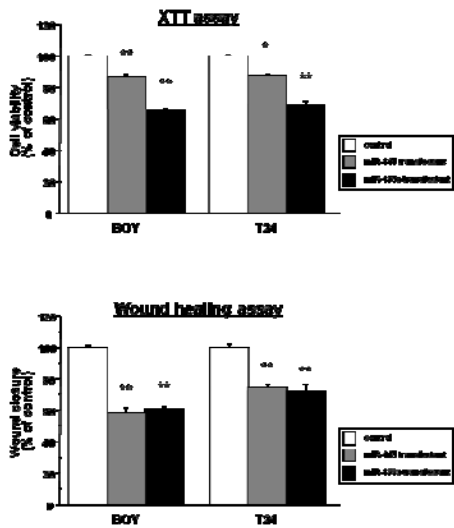 XTT assay
Cell viability
(% of control)
120
100
80
60
40
20
0
** ** * **
BOY T24
control
Wound healing assay
Wound closure
(% of control)
120
100
80
60
40
20
0
** ** ** **
BOY T24
control